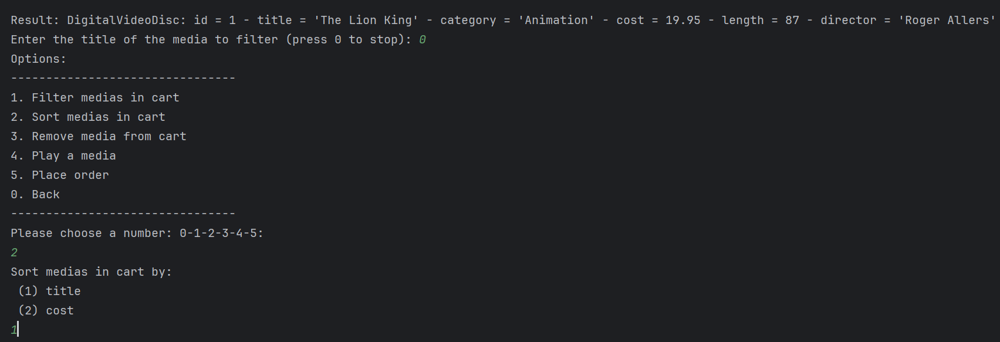 Result: DigitalVideoDisc: id = 1 - title = 'The Lion King' - category = 'Animation' - cost = 19.95 - length = 87 - director = 'Roger Allers'
Enter the title of the media to filter (press 0 to stop): 0
Options:
--------------------------------
1. Filter medias in cart
2. Sort medias in cart
3. Remove media from cart
4. Play a media
5. Place order
0. Back
--------------------------------
Please choose a number: 0-1-2-3-4-5:
2
Sort medias in cart by:
 (1) title
 (2) cost
1